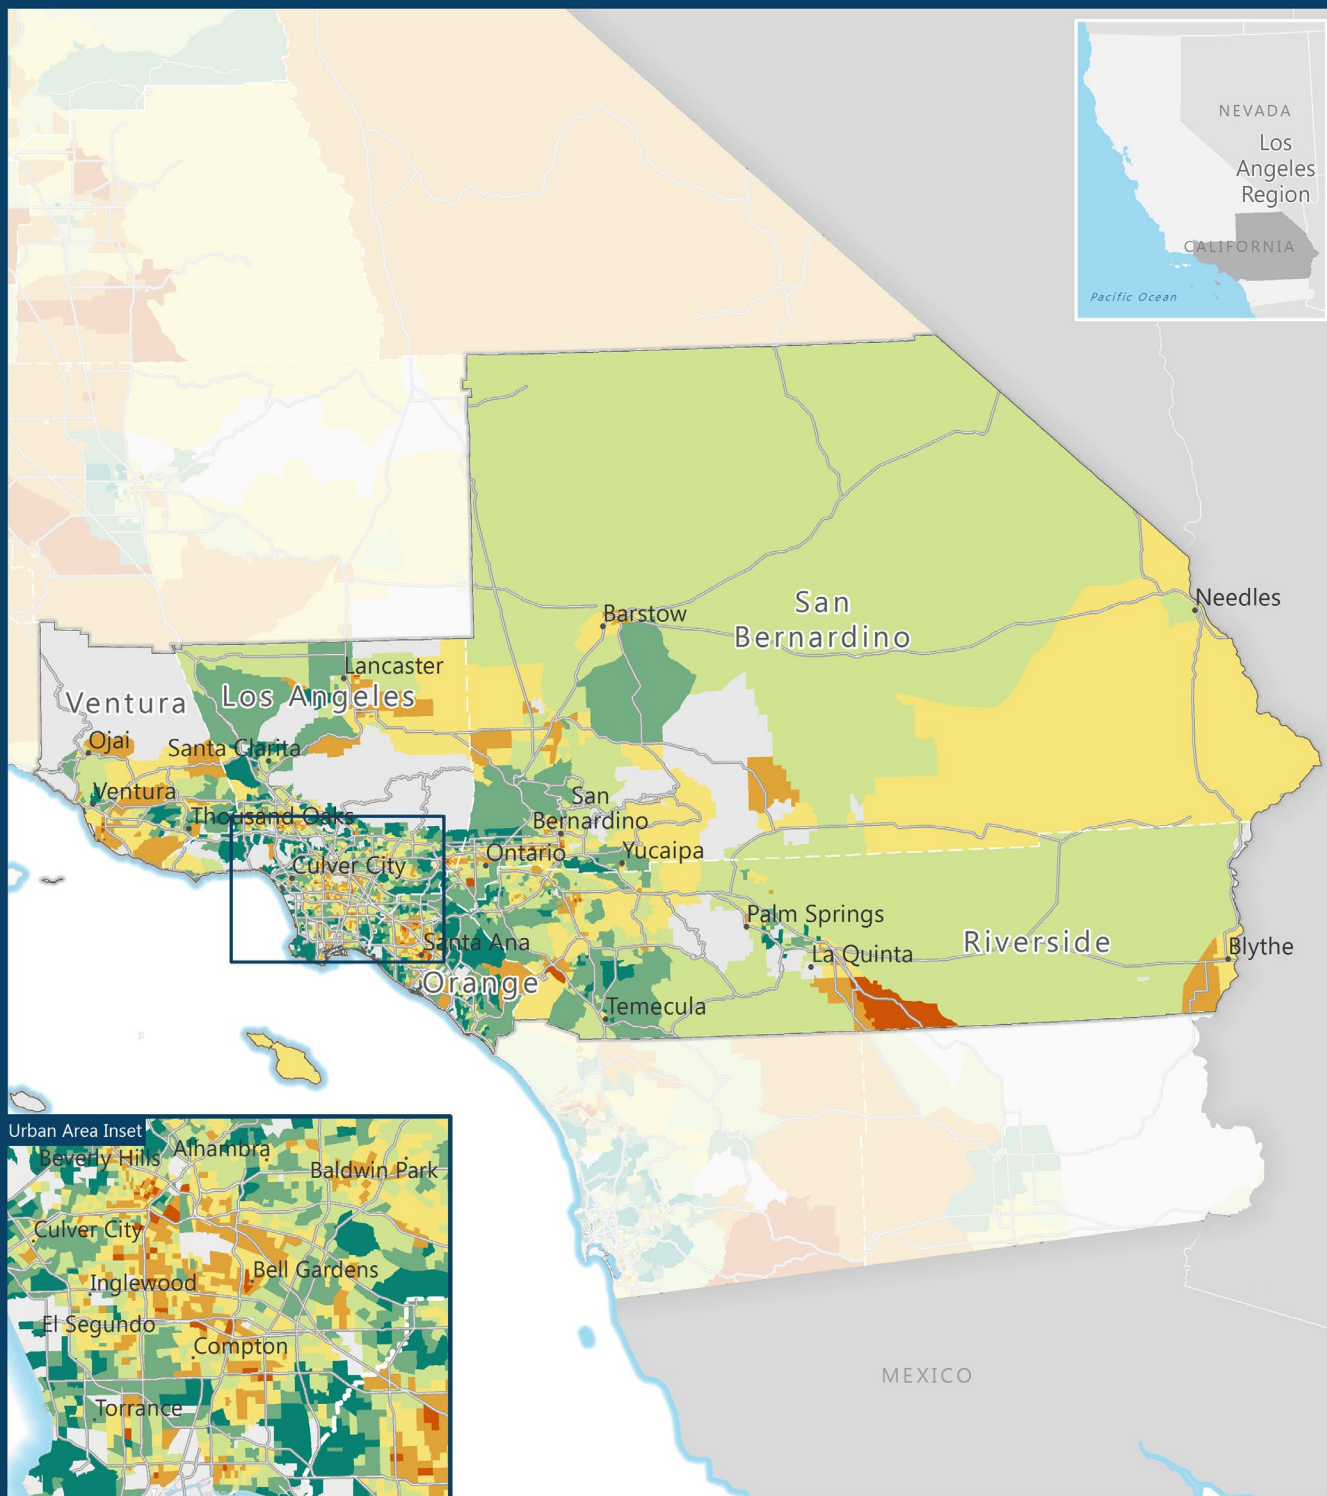 NEVADA
Los
Angeles
Region
CALIFORNIA
Pacific Ocean
Barstow
San
Bernardino
Needles
Lancaster
Ventura
Los Angeles
Ojai
Santa Clarita
Ventura
Thousand Oaks
San
Bernardino
Culver City
Ontario
Yucaipa
Palm Springs
Santa Ana
La Quinta
Riverside
Blythe
Orange
Temecula
Urban Area Inset
Beverly Hills
Alhambra
Baldwin Park
Culver City
Bell Gardens
Inglewood
El Segundo
Compton
Torrance
MEXICO